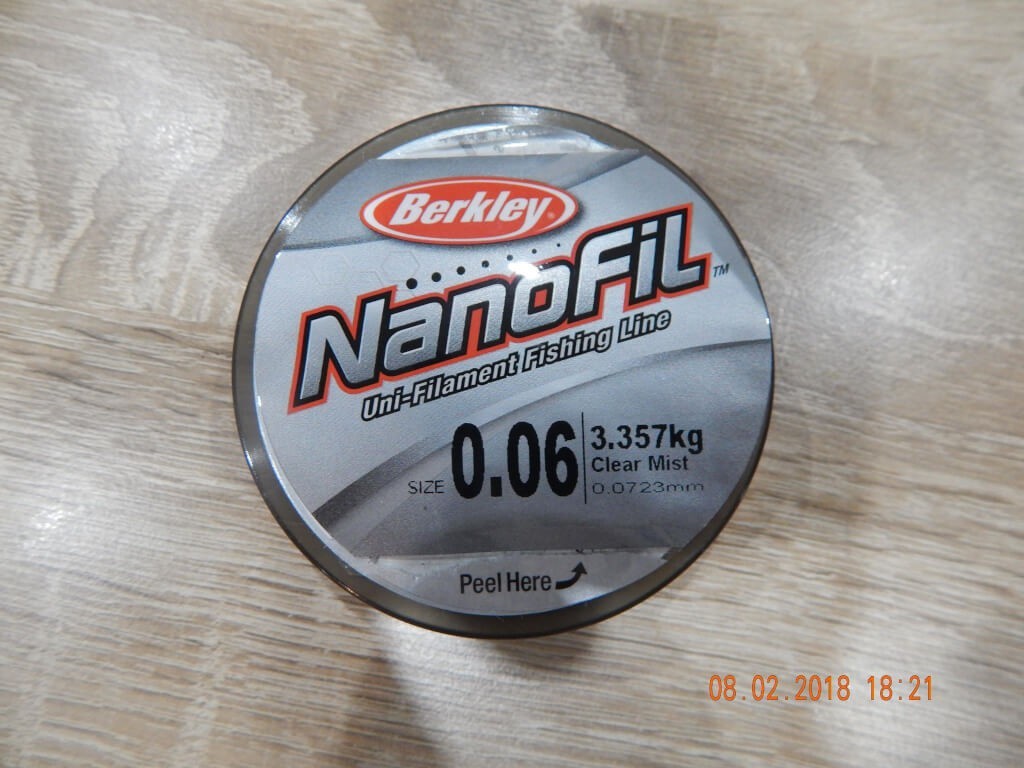 Berkley®
NanoFil™
Uni-Filament Fishing Line
SIZE 0.06
3.357kg
Clear Mist
0.0723mm
Peel Here
08.02.2018 18:21